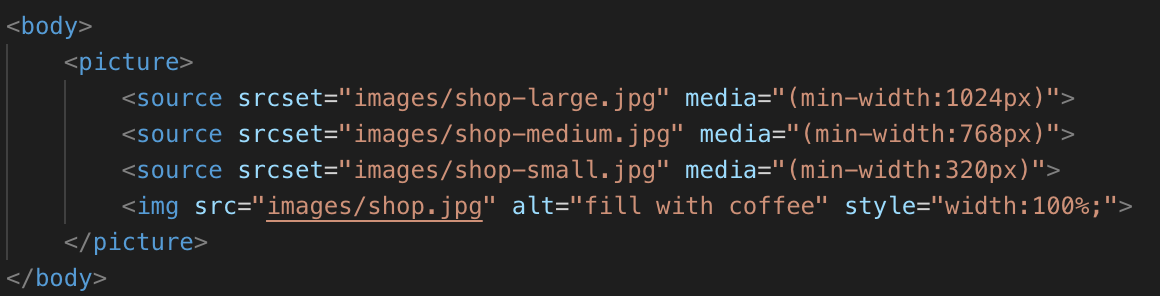 <body>
<picture>
<source srcset="images/shop-large.jpg" media="(min-width:1024px)">
<source srcset="images/shop-medium.jpg" media="(min-width:768px)">
<source srcset="images/shop-small.jpg" media="(min-width:320px)">
<img src="images/shop.jpg" alt="fill with coffee" style="width:100%;">
</picture>
</body>